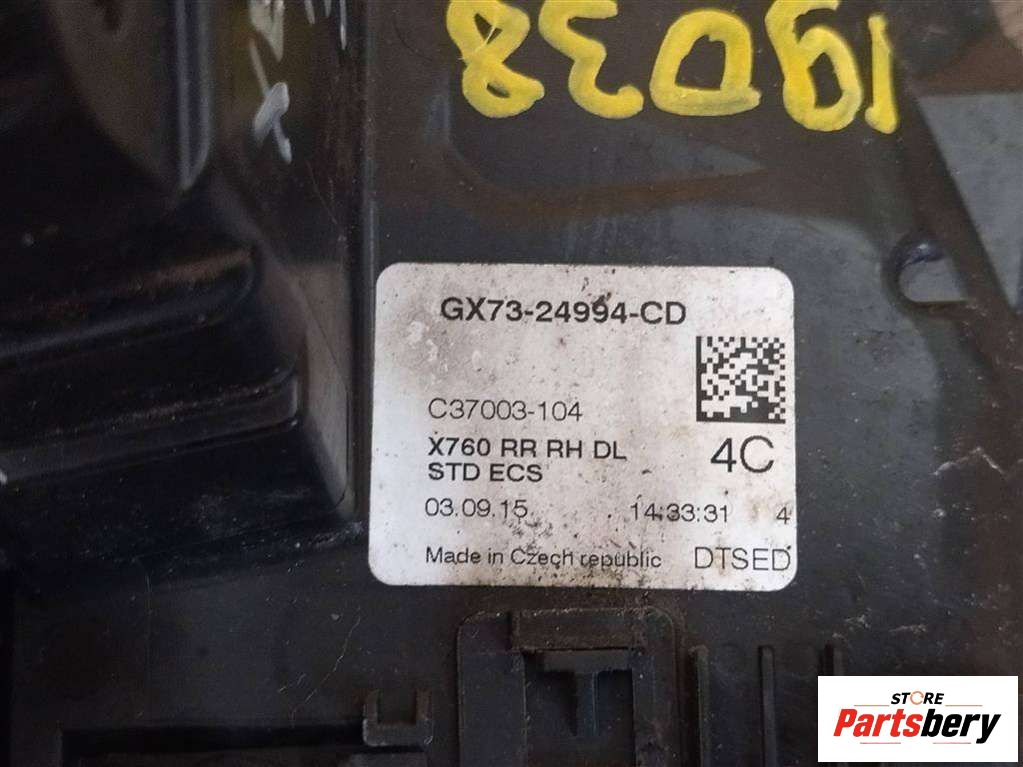 19038
GX73-24994-CD
C37003-104
X760 RR RH DL
STD ECS
4C
03.09.15 14:33:31 4
Made in Czech republic DTSED
STORE
Partsbery